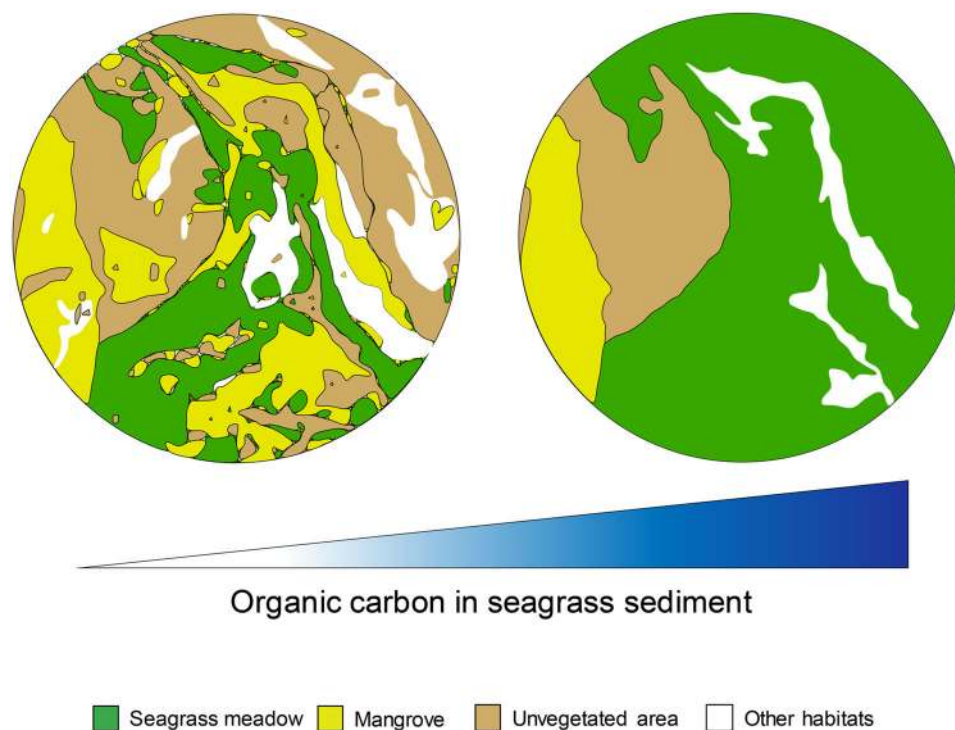 Organic carbon in seagrass sediment
Seagrass meadow Mangrove Unvegetated area Other habitats